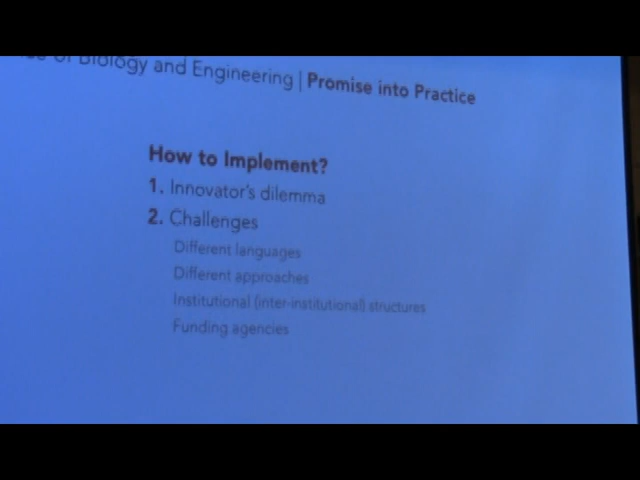 of Biology and Engineering | Promise into Practice
How to Implement?
1. Innovator's dilemma
2. Challenges
Different languages
Different approaches
Institutional (inter-institutional) structures
Funding agencies